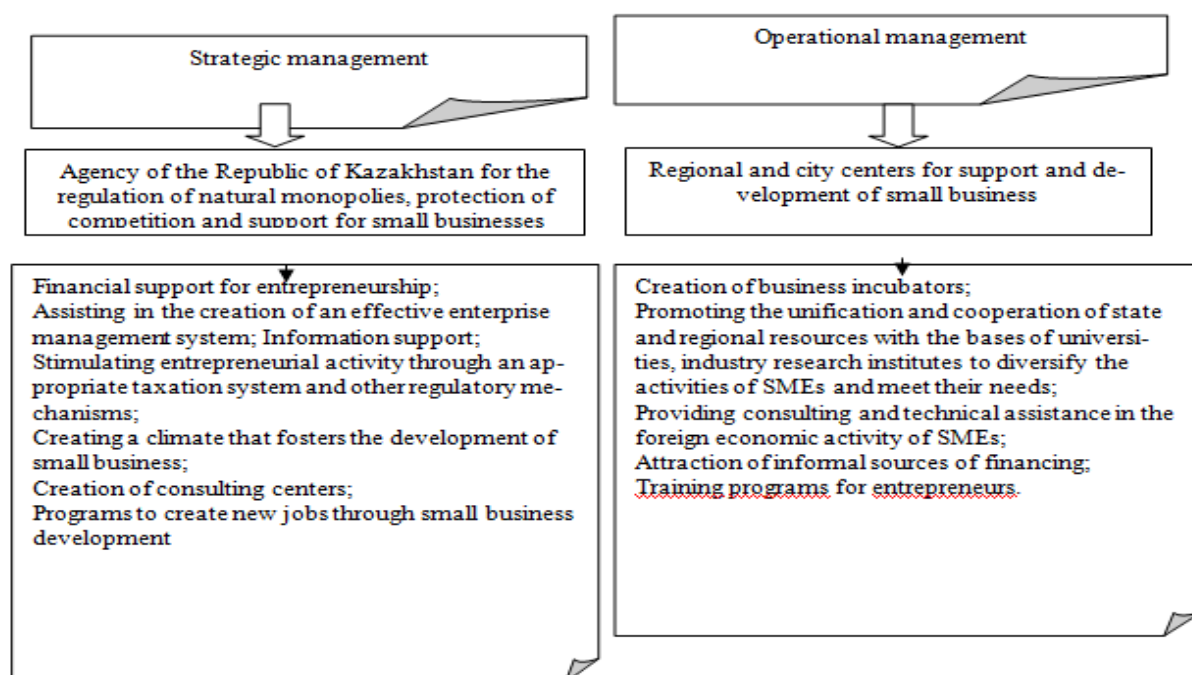 Strategic management
Agency of the Republic of Kazakhstan for the
regulation of natural monopolies, protection of
competition and support for small businesses
Financial support for entrepreneurship;
Assisting in the creation of an effective enterprise
management system; Information support;
Stimulating entrepreneurial activity through an ap-
propriate taxation system and other regulatory me-
chanisms;
Creating a climate that fosters the development of
small business;
Creation of consulting centers;
Programs to create new jobs through small business
development
Operational management
Regional and city centers for support and de-
velopment of small business
Creation of business incubators;
Promoting the unification and cooperation of state
and regional resources with the bases of universi-
ties, industry research institutes to diversify the
activities of SMEs and meet their needs;
Providing consulting and technical assistance in the
foreign economic activity of SMEs;
Attraction of informal sources of financing;
Training programs for entrepreneurs.